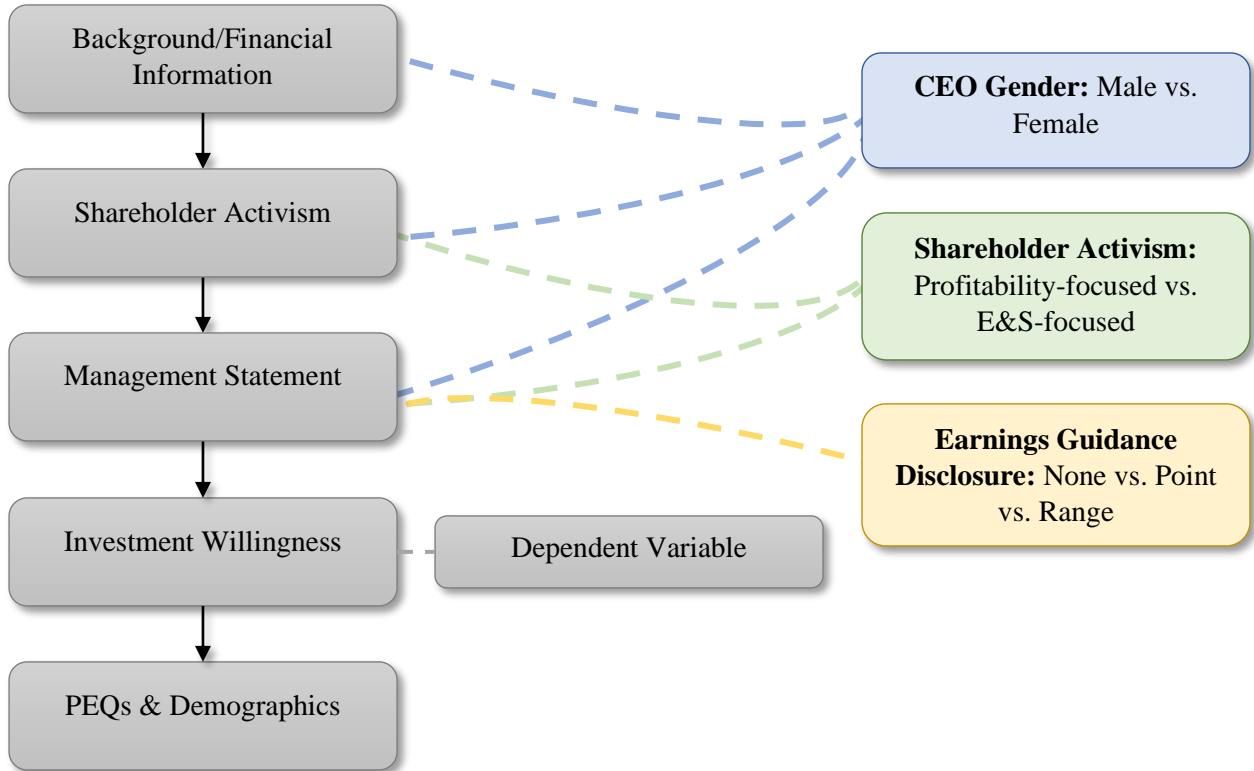 Background/Financial
Information
Shareholder Activism
Management Statement
Investment Willingness
Dependent Variable
PEQs & Demographics
CEO Gender: Male vs.
Female
Shareholder Activism:
Profitability-focused vs.
E&S-focused
Earnings Guidance
Disclosure: None vs. Point
vs. Range